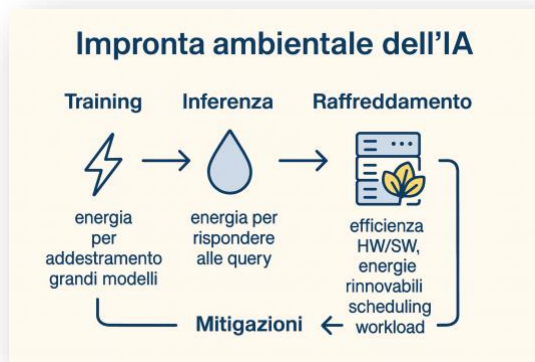 Impronta ambientale dell'IA
Training
energia
per
addestramento
grandi modelli
Inferenza
energia per
rispondere
alle query
Raffreddamento
efficienza
HW/SW,
energie
rinnovabili
scheduling
workload
Mitigazioni